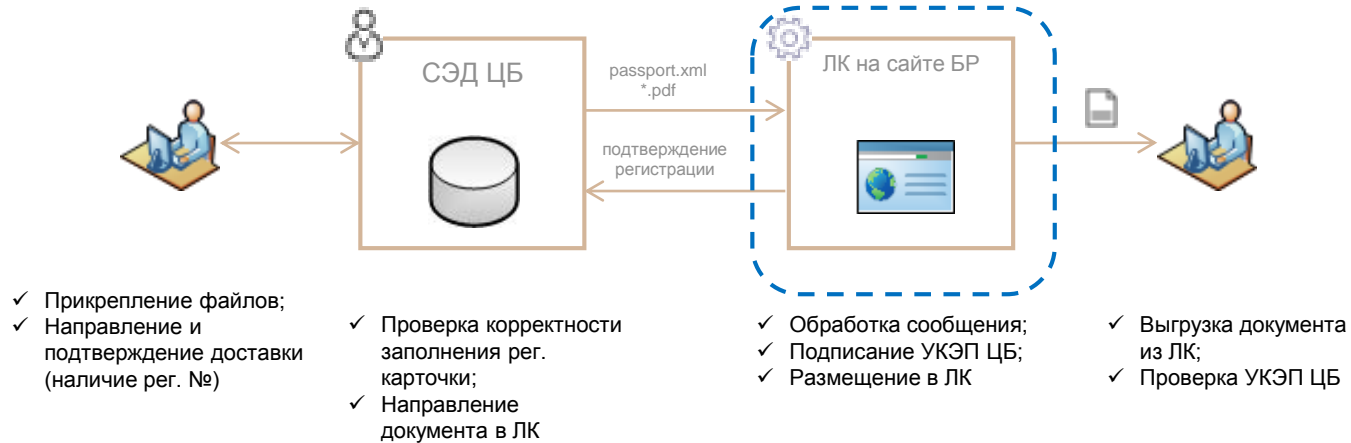 СЭД ЦБ
passport.xml
*.pdf
подтверждение
регистрации
ЛК на сайте БР
✓ Прикрепление файлов;
✓ Направление и
подтверждение доставки
(наличие рег. №)
✓ Проверка корректности
заполнения рег.
карточки;
✓ Направление
документа в ЛК
✓ Обработка сообщения;
✓ Подписание УКЭП ЦБ;
✓ Размещение в ЛК
✓ Выгрузка документа
из ЛК;
✓ Проверка УКЭП ЦБ